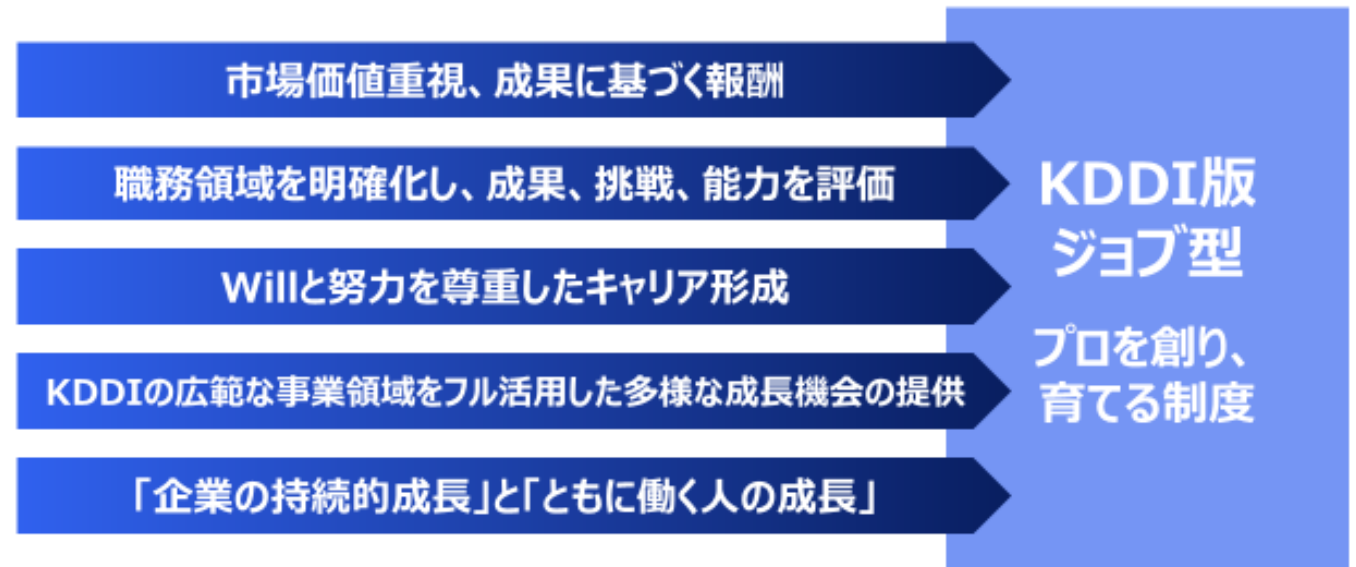 市場価値重視、成果に基づく報酬
職務領域を明確化し、成果、挑戦、能力を評価
Willと努力を尊重したキャリア形成
KDDIの広範な事業領域をフル活用した多様な成長機会の提供
「企業の持続的成長」と「ともに働く人の成長」
KDDI版
ジョブ型
プロを創り、
育てる制度